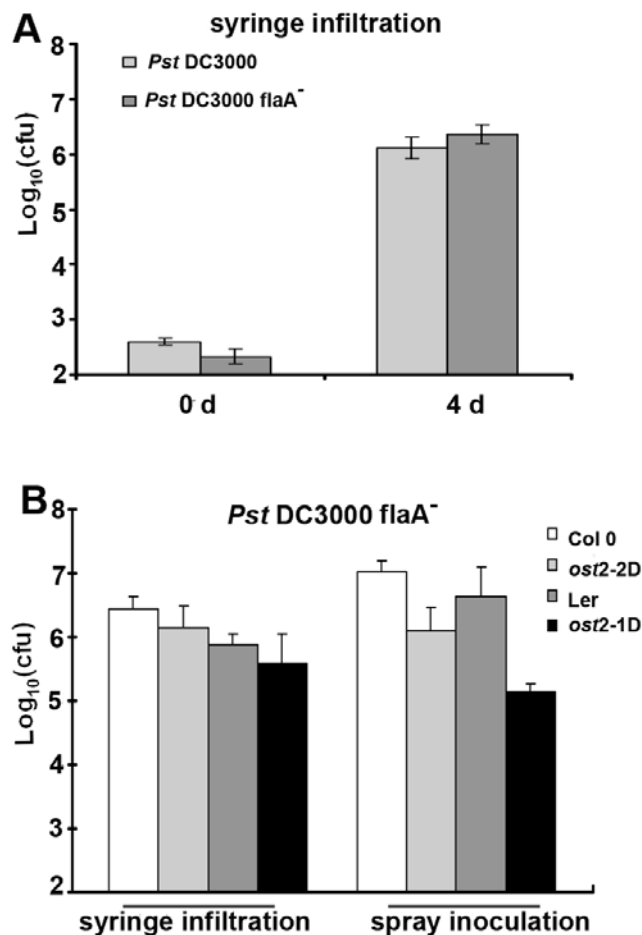 A
syringe infiltration
8
7
6
5
4
3
2
Log10(cfu)
Pst DC3000
Pst DC3000 flaA-
0 d
4 d
B
Pst DC3000 flaA-
8
7
6
5
4
3
2
Log10(cfu)
Col 0
ost2-2D
Ler
ost2-1D
syringe infiltration
spray inoculation